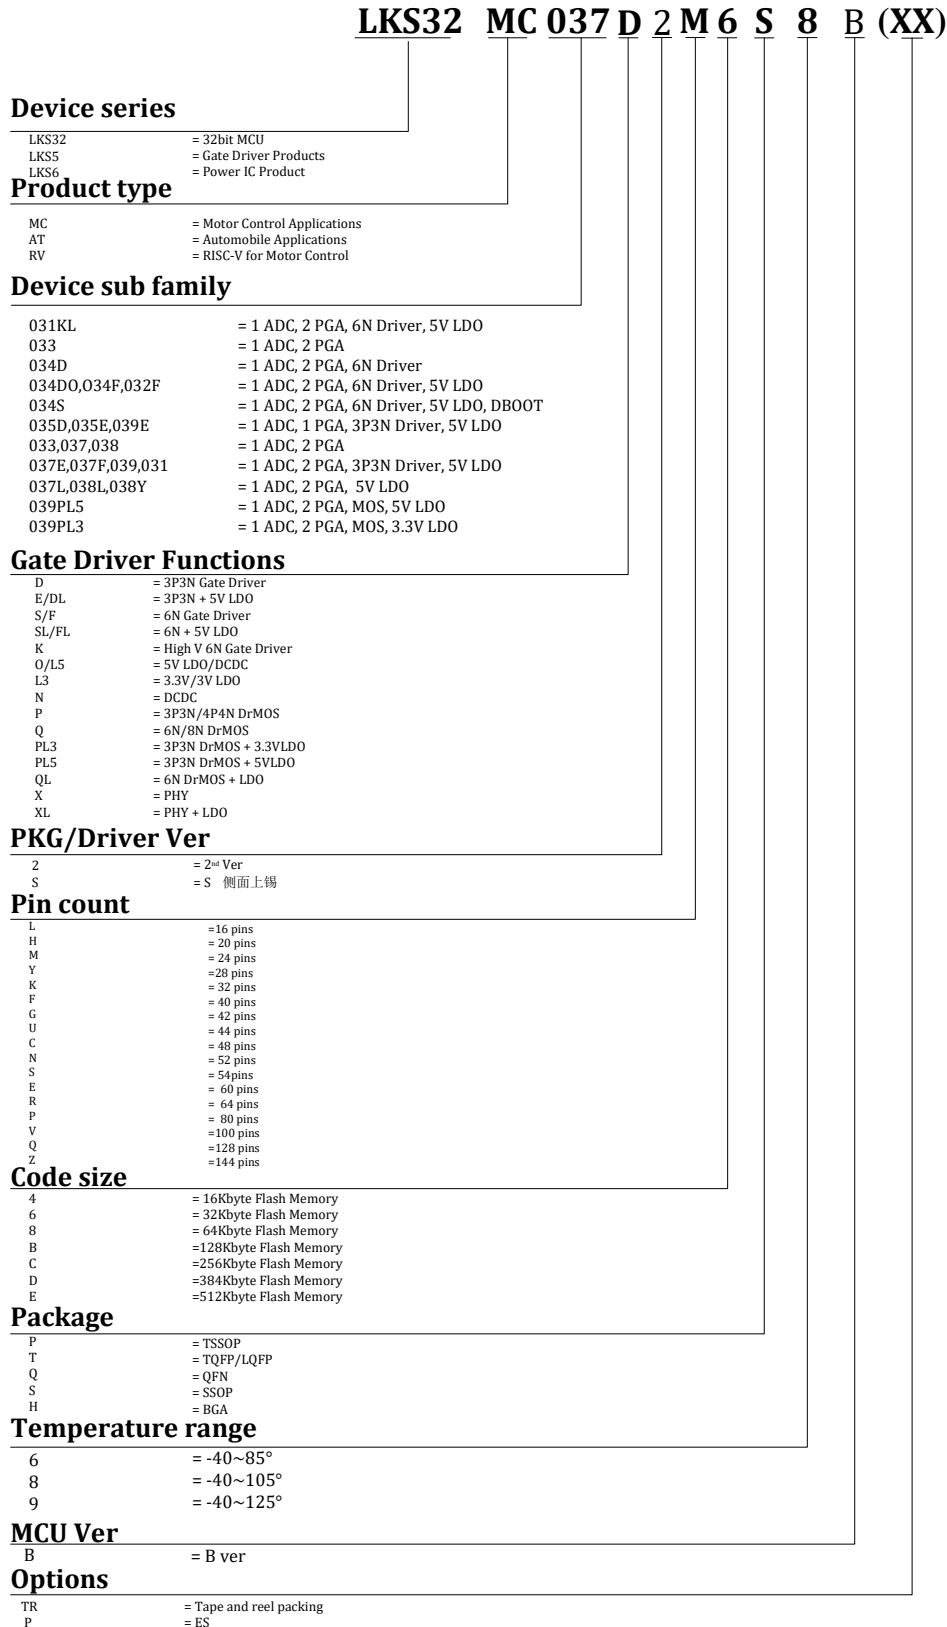 LKS32 MC 037 D 2 M 6 S 8 B (XX)
Device series
LKS32 = 32bit MCU
LKS5 = Gate Driver Products
LKS6 = Power IC Product
Product type
MC = Motor Control Applications
AT = Automobile Applications
RV = RISC-V for Motor Control
Device sub family
031KL = 1 ADC, 2 PGA, 6N Driver, 5V LDO
033 = 1 ADC, 2 PGA
034D = 1 ADC, 2 PGA, 6N Driver
034DO,O34F,032F = 1 ADC, 2 PGA, 6N Driver, 5V LDO
034S = 1 ADC, 2 PGA, 6N Driver, 5V LDO, DBOOT
035D,035E,039E = 1 ADC, 1 PGA, 3P3N Driver, 5V LDO
033,037,038 = 1 ADC, 2 PGA
037E,037F,039,031 = 1 ADC, 2 PGA, 3P3N Driver, 5V LDO
037L,038L,038Y = 1 ADC, 2 PGA, 5V LDO
039PL5 = 1 ADC, 2 PGA, MOS, 5V LDO
039PL3 = 1 ADC, 2 PGA, MOS, 3.3V LDO
Gate Driver Functions
D = 3P3N Gate Driver
E/DL = 3P3N + 5V LDO
S/F = 6N Gate Driver
SL/FL = 6N + 5V LDO
K = High V 6N Gate Driver
O/L5 = 5V LDO/DCDC
L3 = 3.3V/3V LDO
N = DCDC
P = 3P3N/4P4N DrMOS
Q = 6N/8N DrMOS
PL3 = 3P3N DrMOS + 3.3VLDO
PL5 = 3P3N DrMOS + 5VLDO
QL = 6N DrMOS + LDO
X = PHY
XL = PHY + LDO
PKG/Driver Ver
2 = 2nd Ver
S = S 侧面上锡
Pin count
L =16 pins
H = 20 pins
M = 24 pins
Y =28 pins
K = 32 pins
F = 40 pins
G = 42 pins
U = 44 pins
C = 48 pins
N = 52 pins
S = 54pins
E = 60 pins
R = 64 pins
P = 80 pins
V =100 pins
Q =128 pins
Z =144 pins
Code size
4 = 16Kbyte Flash Memory
6 = 32Kbyte Flash Memory
8 = 64Kbyte Flash Memory
B =128Kbyte Flash Memory
C =256Kbyte Flash Memory
D =384Kbyte Flash Memory
E =512Kbyte Flash Memory
Package
P = TSSOP
T = TQFP/LQFP
Q = QFN
S = SSOP
H = BGA
Temperature range
6 = -40~85°
8 = -40~105°
9 = -40~125°
MCU Ver
B = B ver
Options
TR = Tape and reel packing
P = ES